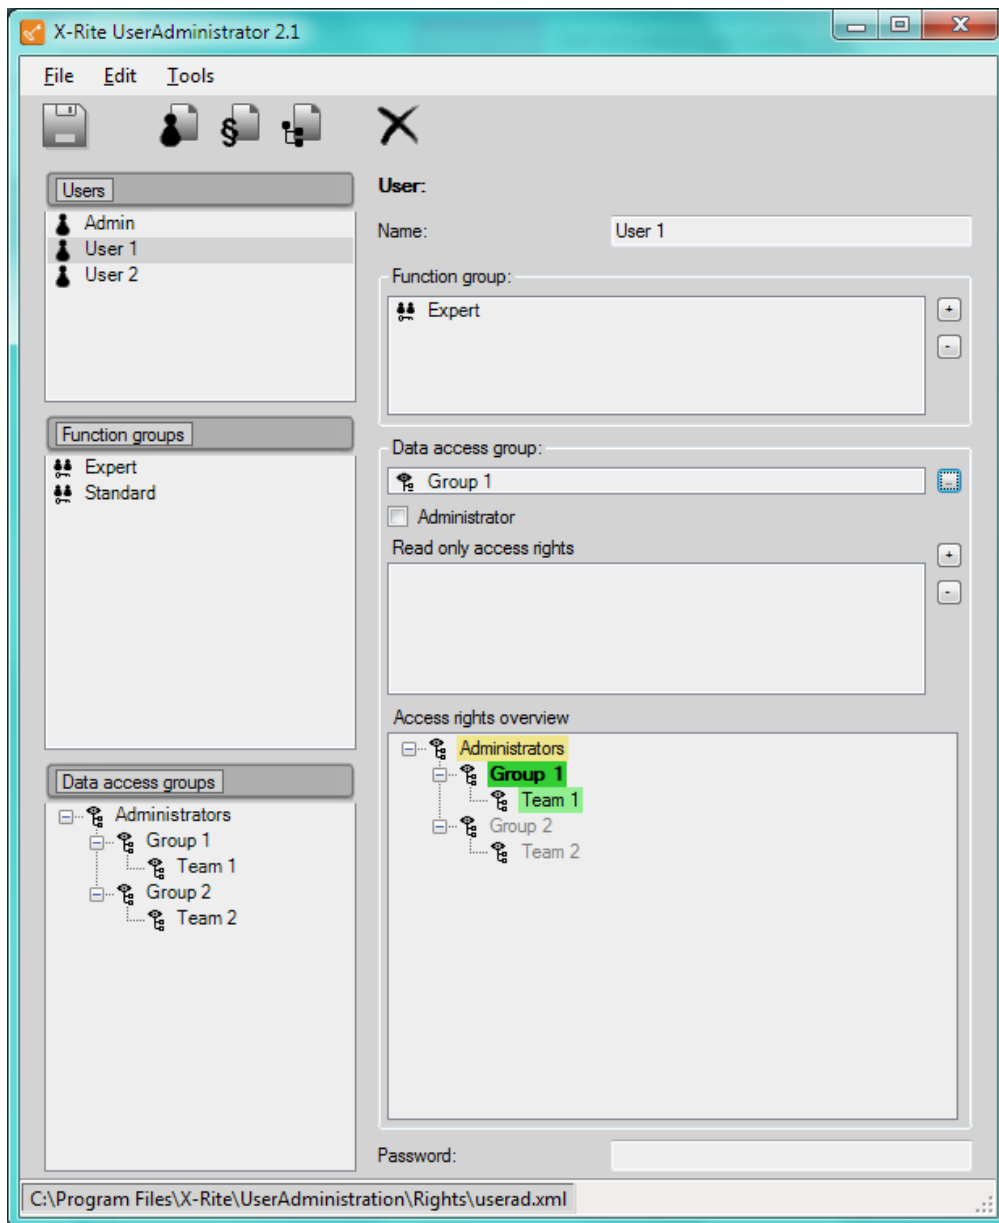 X-Rite UserAdministrator 2.1
File Edit Tools
§
Users
Admin
User 1
User 2
Function groups
Expert
Standard
Data access groups
Administrators
Group 1
Team 1
Group 2
Team 2
User:
Name: User 1
Function group:
Expert
+
-
Data access group:
Group 1
...
Administrator
Read only access rights
+
-
Access rights overview
Administrators
Group 1
Team 1
Group 2
Team 2
Password:
C:\Program Files\X-Rite\UserAdministration\Rights\userad.xml